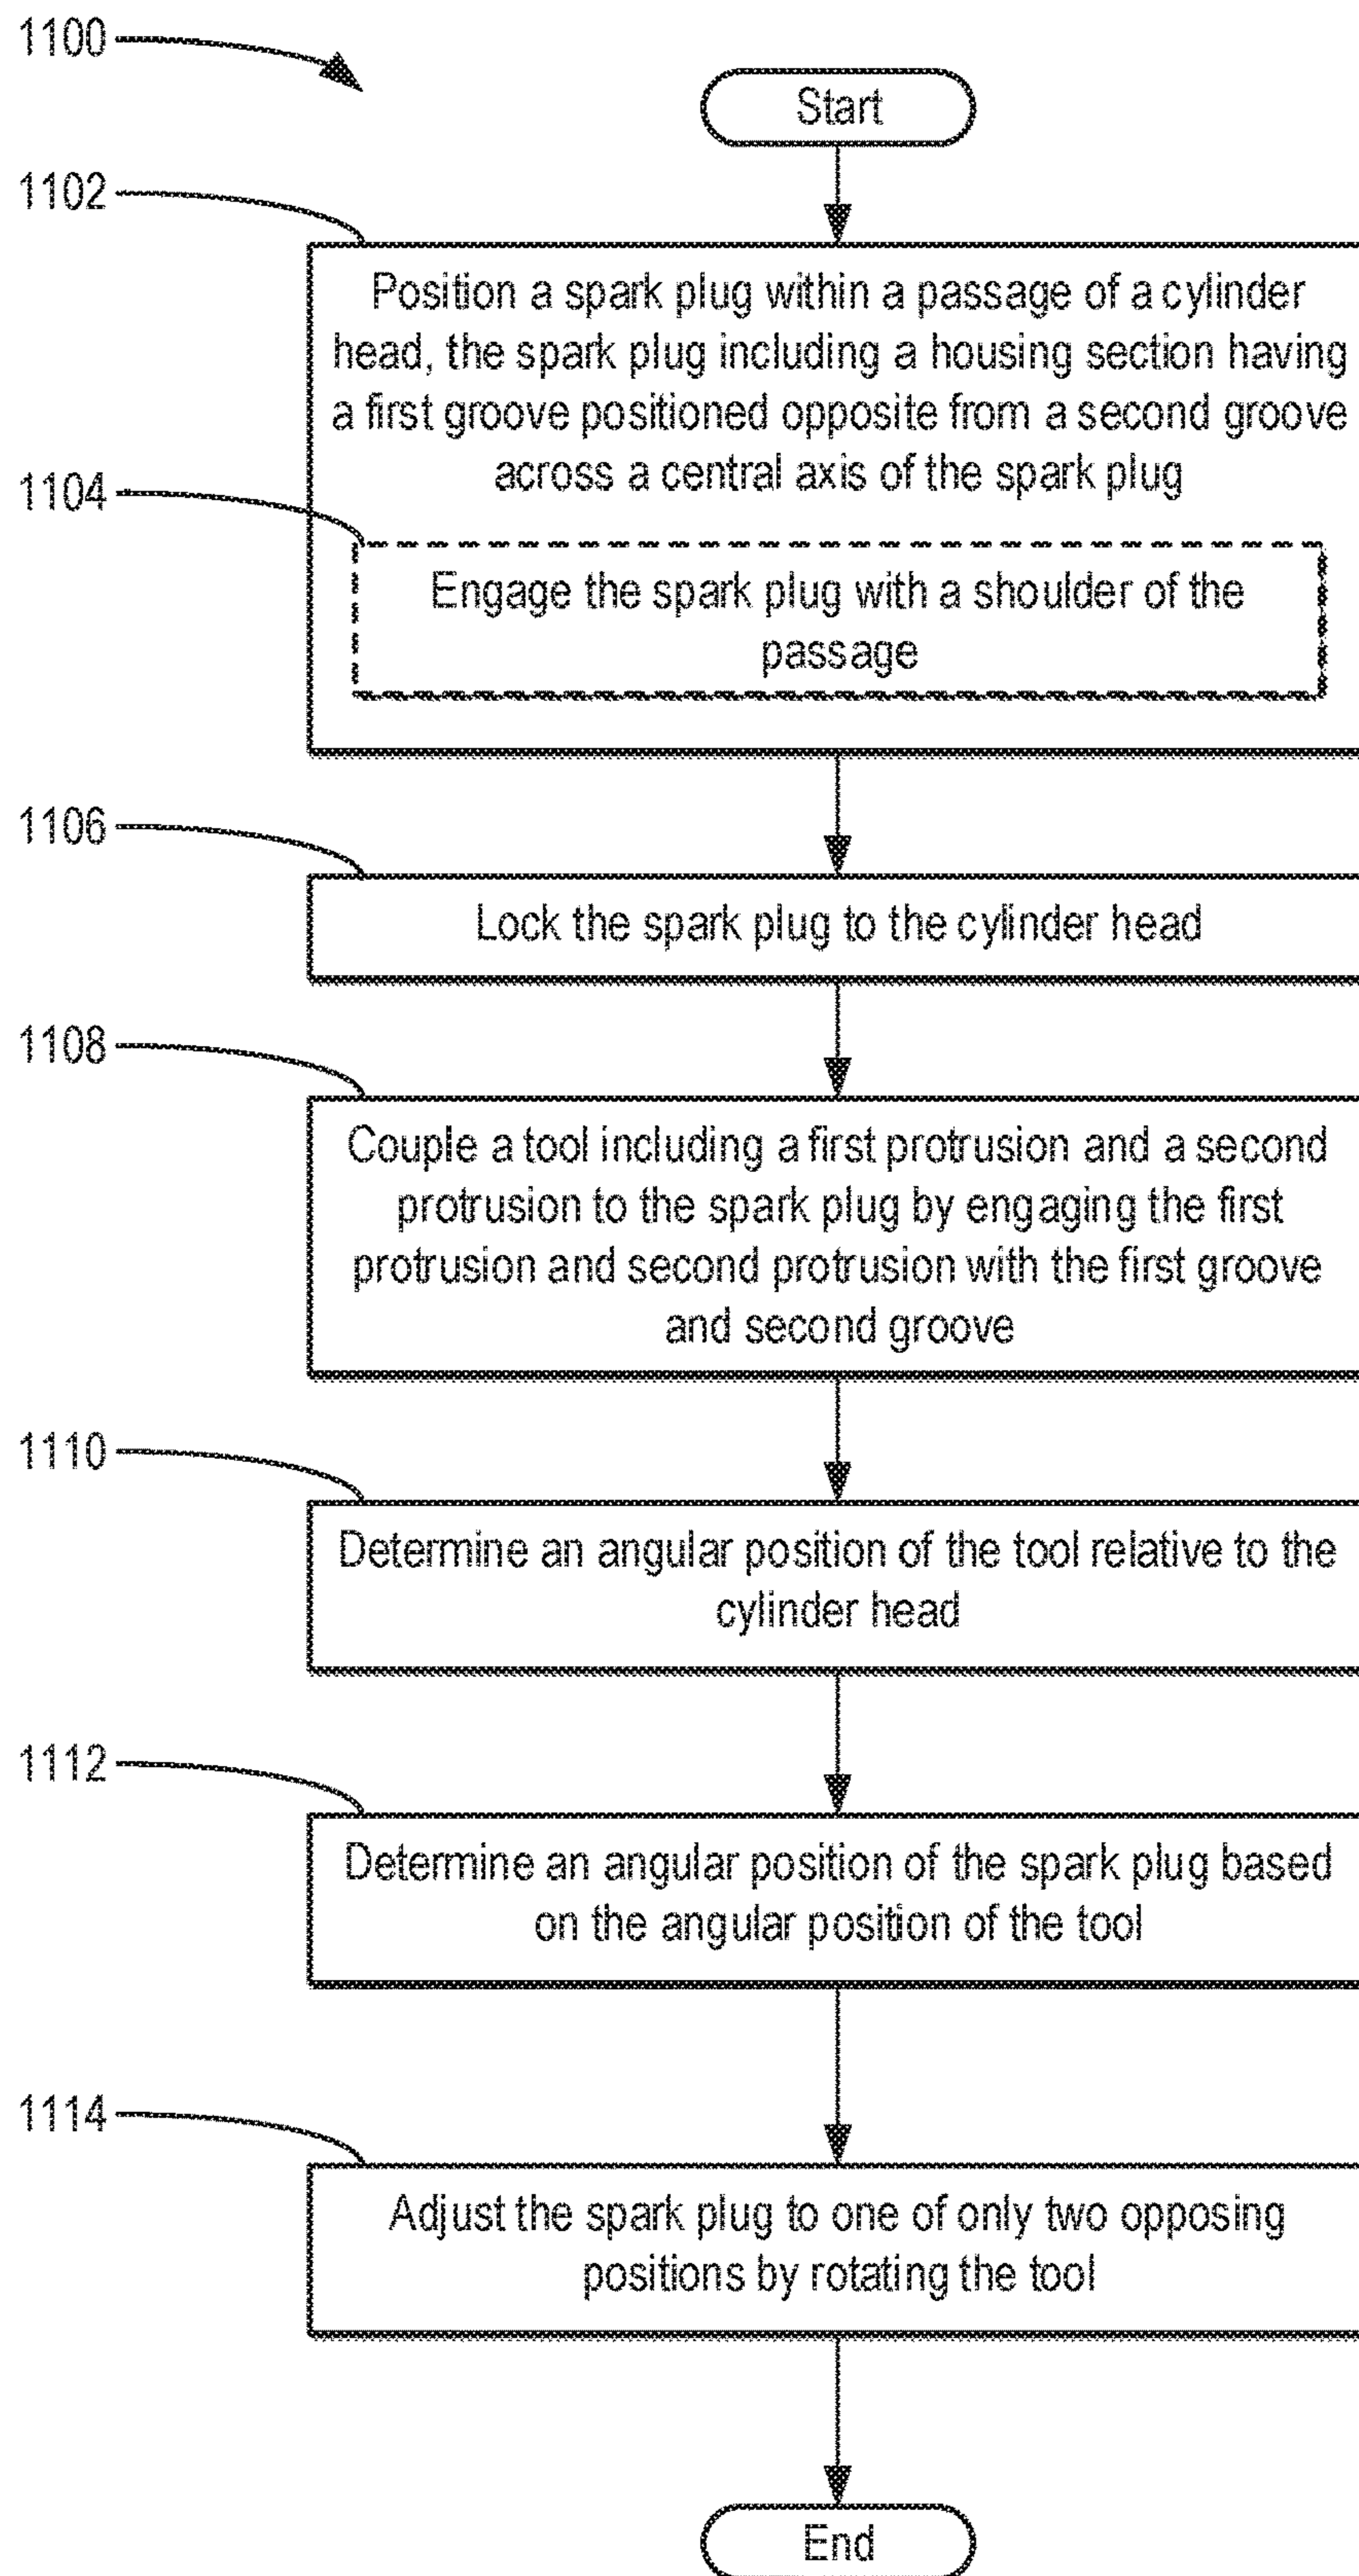 1100
Start
1102
Position a spark plug within a passage of a cylinder
head, the spark plug including a housing section having
a first groove positioned opposite from a second groove
across a central axis of the spark plug
1104
Engage the spark plug with a shoulder of the
passage
1106
Lock the spark plug to the cylinder head
1108
Couple a tool including a first protrusion and a second
protrusion to the spark plug by engaging the first
protrusion and second protrusion with the first groove
and second groove
1110
Determine an angular position of the tool relative to the
cylinder head
1112
Determine an angular position of the spark plug based
on the angular position of the tool
1114
Adjust the spark plug to one of only two opposing
positions by rotating the tool
End